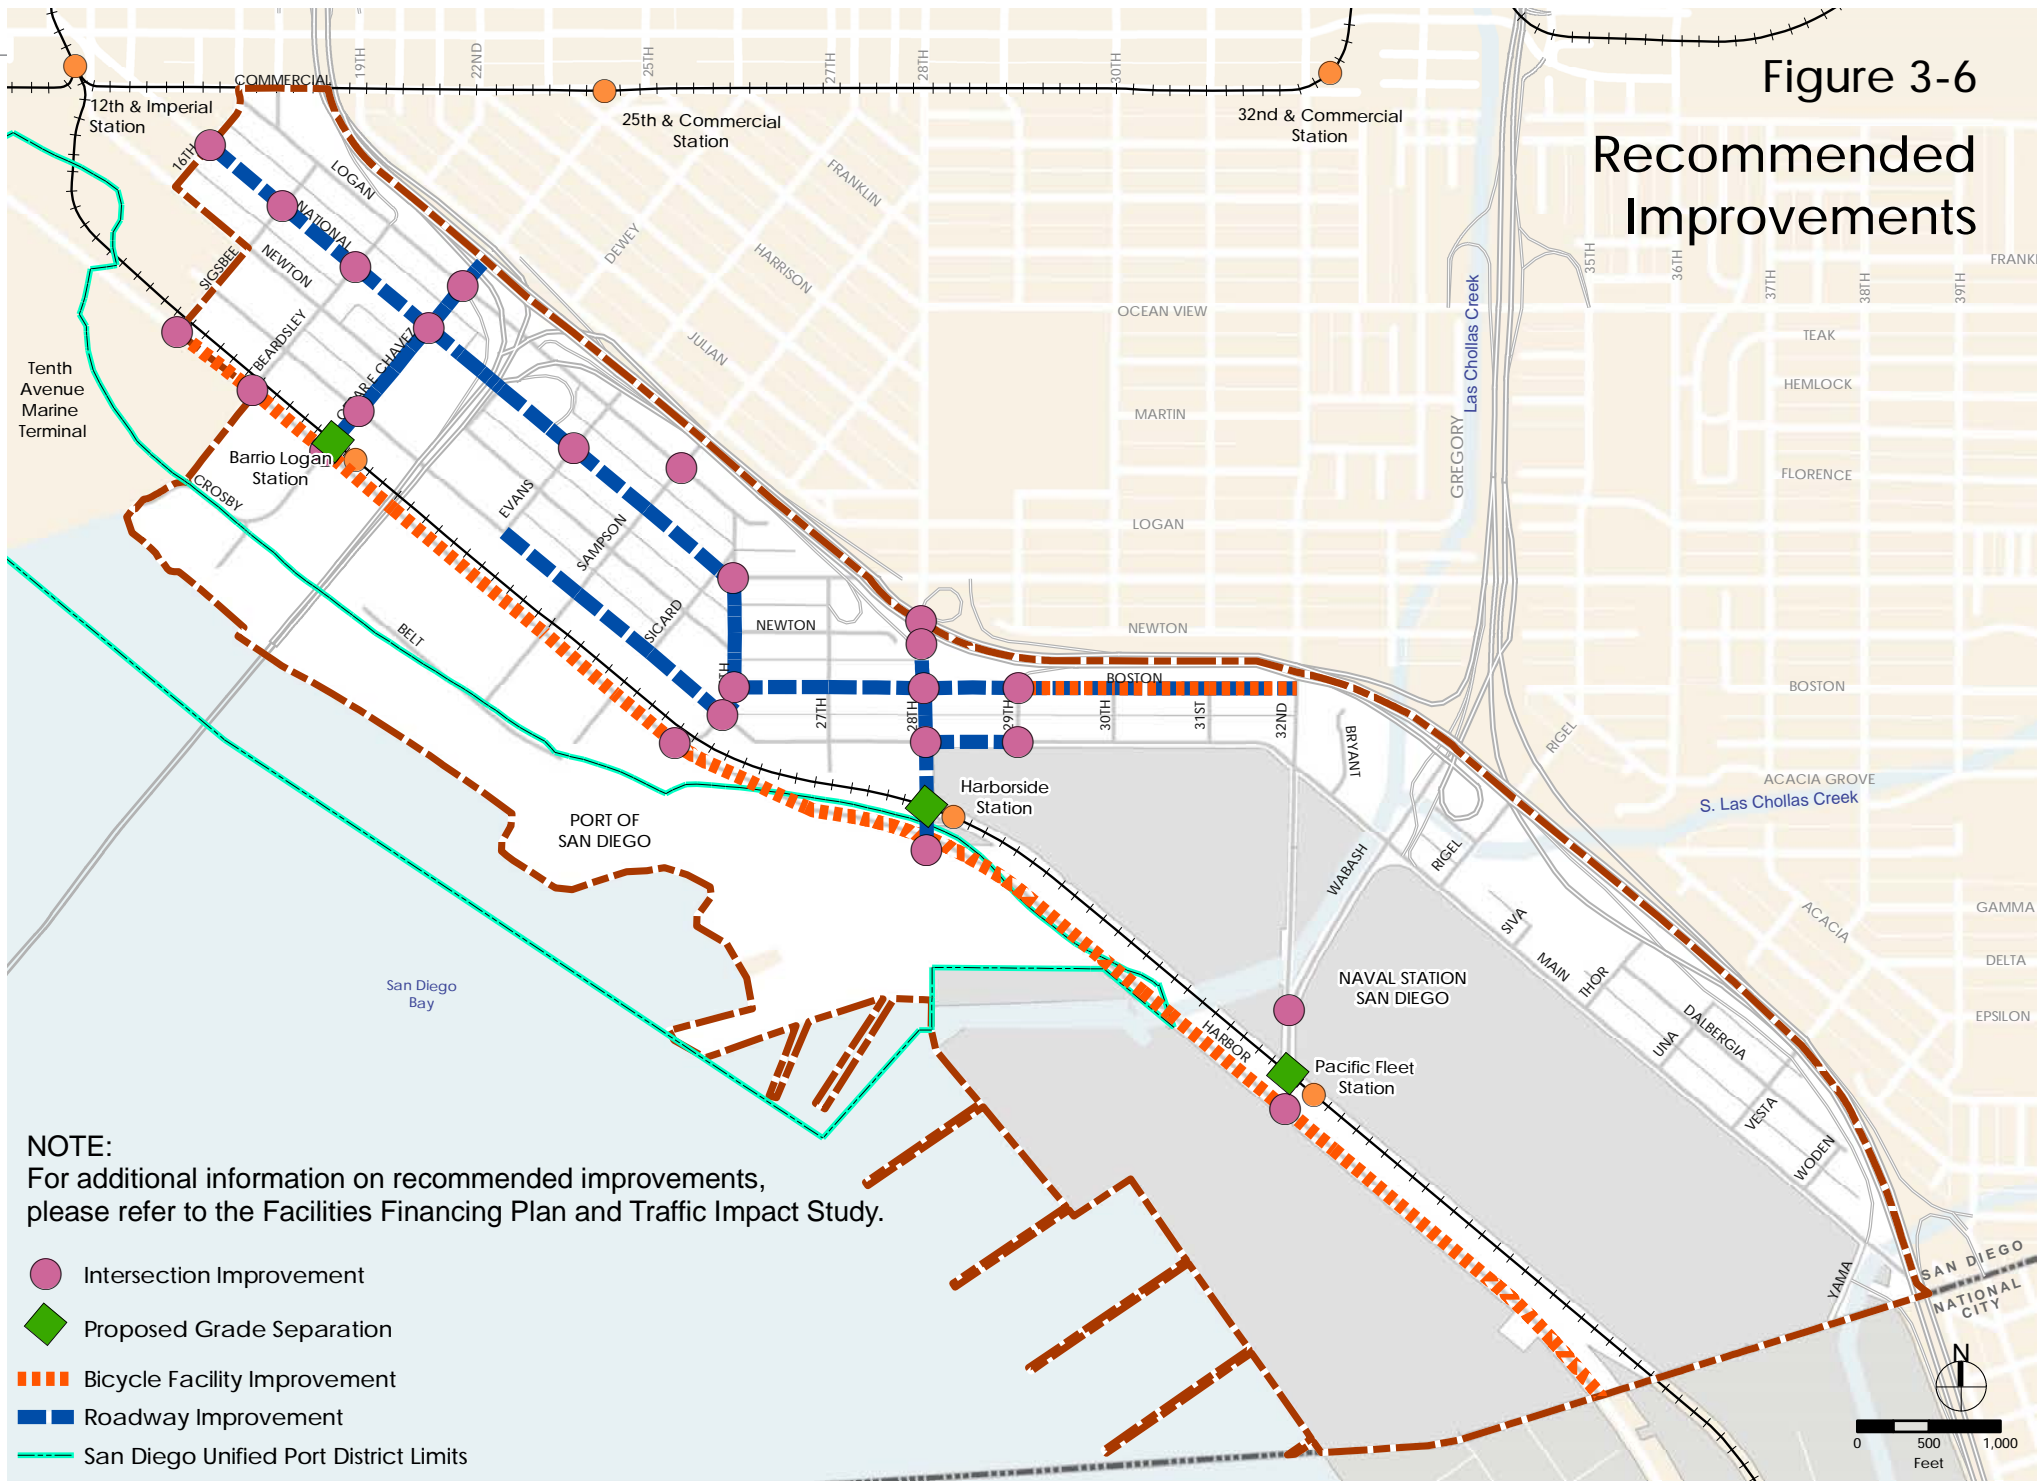 Figure 3-6
Recommended
Improvements
COMMERCIAL
19TH
22ND
25TH
27TH
28TH
30TH
12th & Imperial
Station
25th & Commercial
Station
32nd & Commercial
Station
16TH
LOGAN
NATIONAL
NEWTON
SIGSBEE
BEARDSLEY
DEWEY
FRANKLIN
HARRISON
JULIAN
OCEAN VIEW
MARTIN
LOGAN
NEWTON
GREGORY
Las Chollas Creek
35TH
36TH
37TH
38TH
39TH
TEAK
HEMLOCK
FLORENCE
BOSTON
Tenth
Avenue
Marine
Terminal
Barrio Logan
Station
CROSBY
EVANS
SAMPSON
SICARD
BELT
NEWTON
BOSTON
27TH
28TH
29TH
30TH
31ST
32ND
BRYANT
RIGEL
ACACIA GROVE
S. Las Chollas Creek
Harborside
Station
PORT OF
SAN DIEGO
WABASH
RIGEL
SIVA
MAIN
THOR
ACACIA
GAMMA
DELTA
EPSILON
San Diego
Bay
NAVAL STATION
SAN DIEGO
HARBOR
DALBERGIA
UNA
VESTA
WODEN
Pacific Fleet
Station
YAMA
SAN DIEGO
NATIONAL
CITY
NOTE:
For additional information on recommended improvements,
please refer to the Facilities Financing Plan and Traffic Impact Study.
Intersection Improvement
Proposed Grade Separation
Bicycle Facility Improvement
Roadway Improvement
San Diego Unified Port District Limits
N
0 500 1,000
Feet